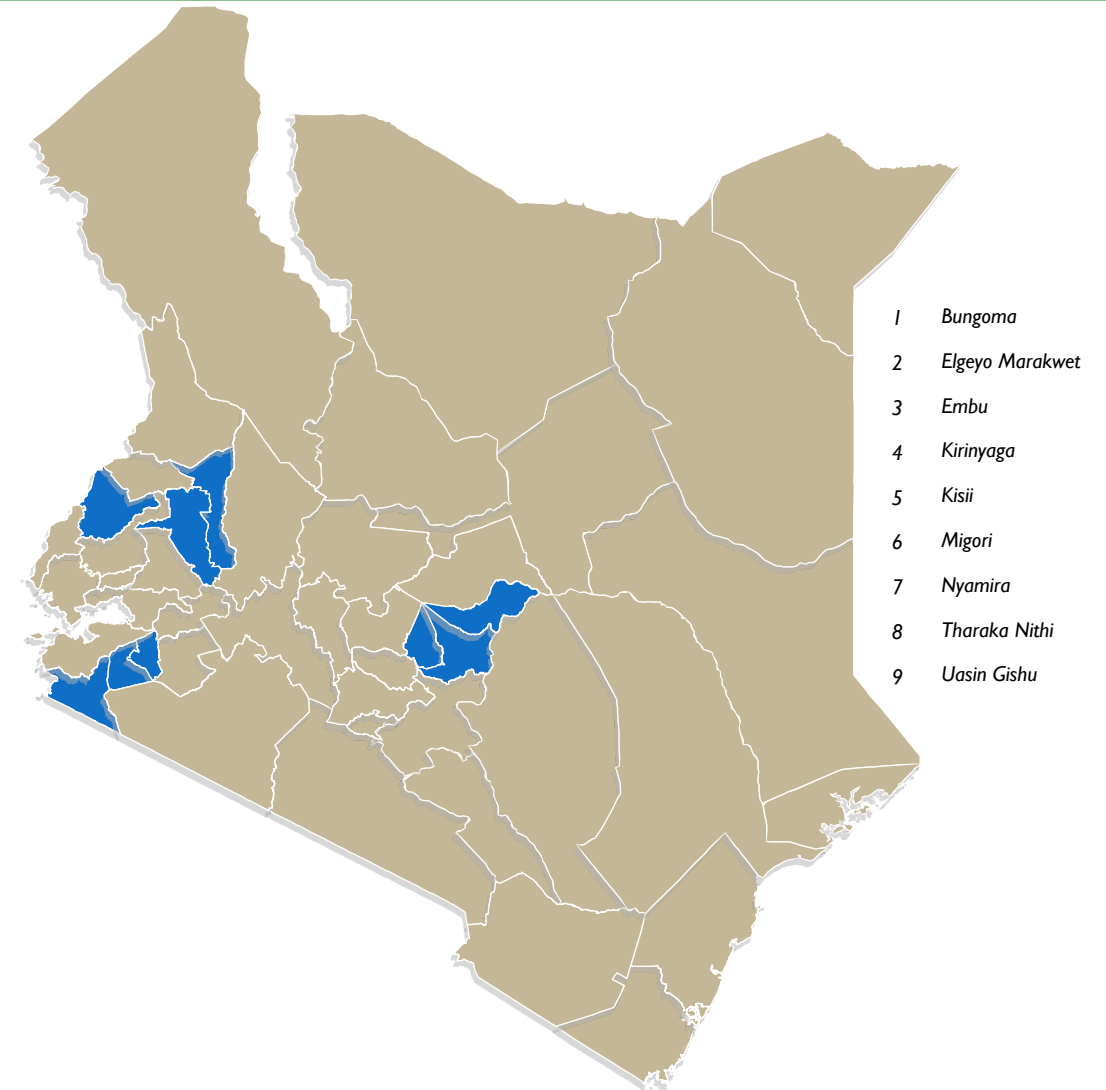 1 Bungoma
2 Elgeyo Marakwet
3 Embu
4 Kirinyaga
5 Kisii
6 Migori
7 Nyamira
8 Tharaka Nithi
9 Uasin Gishu